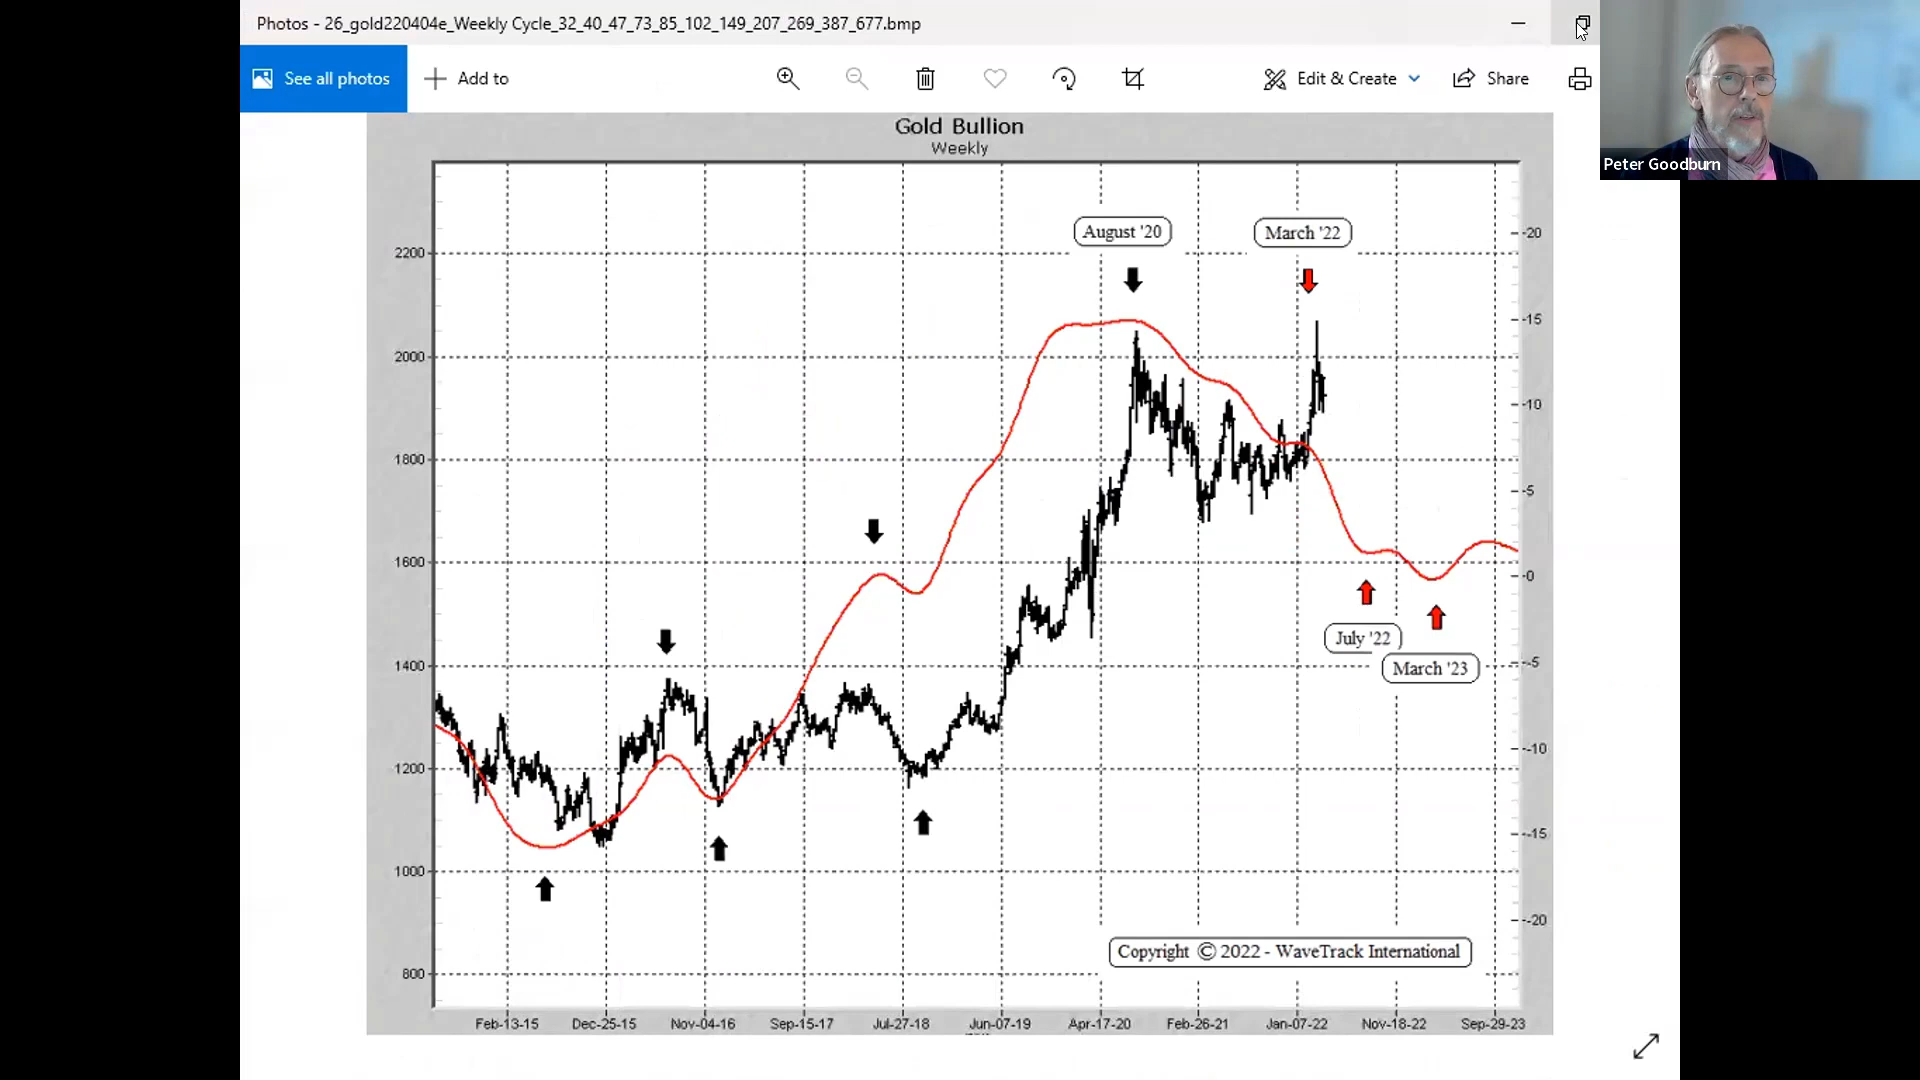 Photos - 26_gold220404e_Weekly Cycle_32_40_47_73_85_102_149_207_269_387_677.bmp
See all photos
Add to
Edit & Create
Share
Peter Goodburn
Gold Bullion
Weekly
August '20
March '22
2200
2000
1800
1600
1400
1200
1000
800
-20
-15
-10
-5
-0
--5
--10
--15
--20
July '22
March '23
Copyright © 2022 - WaveTrack International
Feb-13-15
Dec-25-15
Nov-04-16
Sep-15-17
Jul-27-18
Jun-07-19
Apr-17-20
Feb-26-21
Jan-07-22
Nov-18-22
Sep-29-23